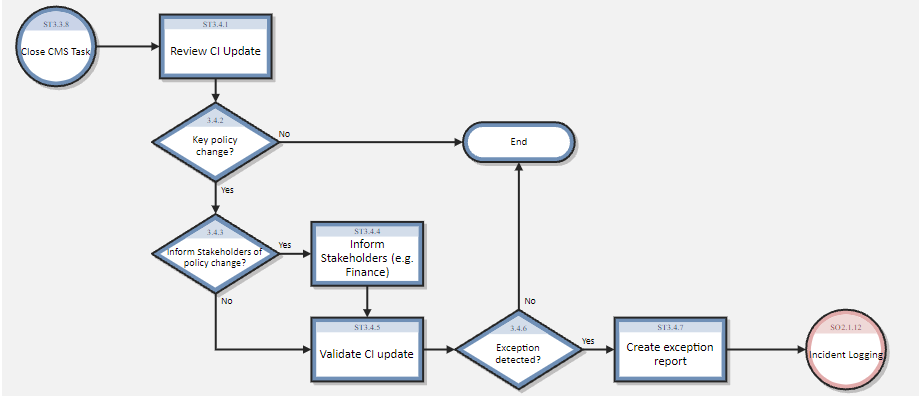 ST3.3.8
Close CMS Task
ST3.4.1
Review CI Update
3.4.2
Key policy
change?
No
End
Yes
3.4.3
Inform Stakeholders of
policy change?
Yes
ST3.4.4
Inform
Stakeholders (e.g.
Finance)
No
ST3.4.5
Validate CI update
3.4.6
Exception
detected?
No
Yes
ST3.4.7
Create exception
report
SO2.1.12
Incident Logging